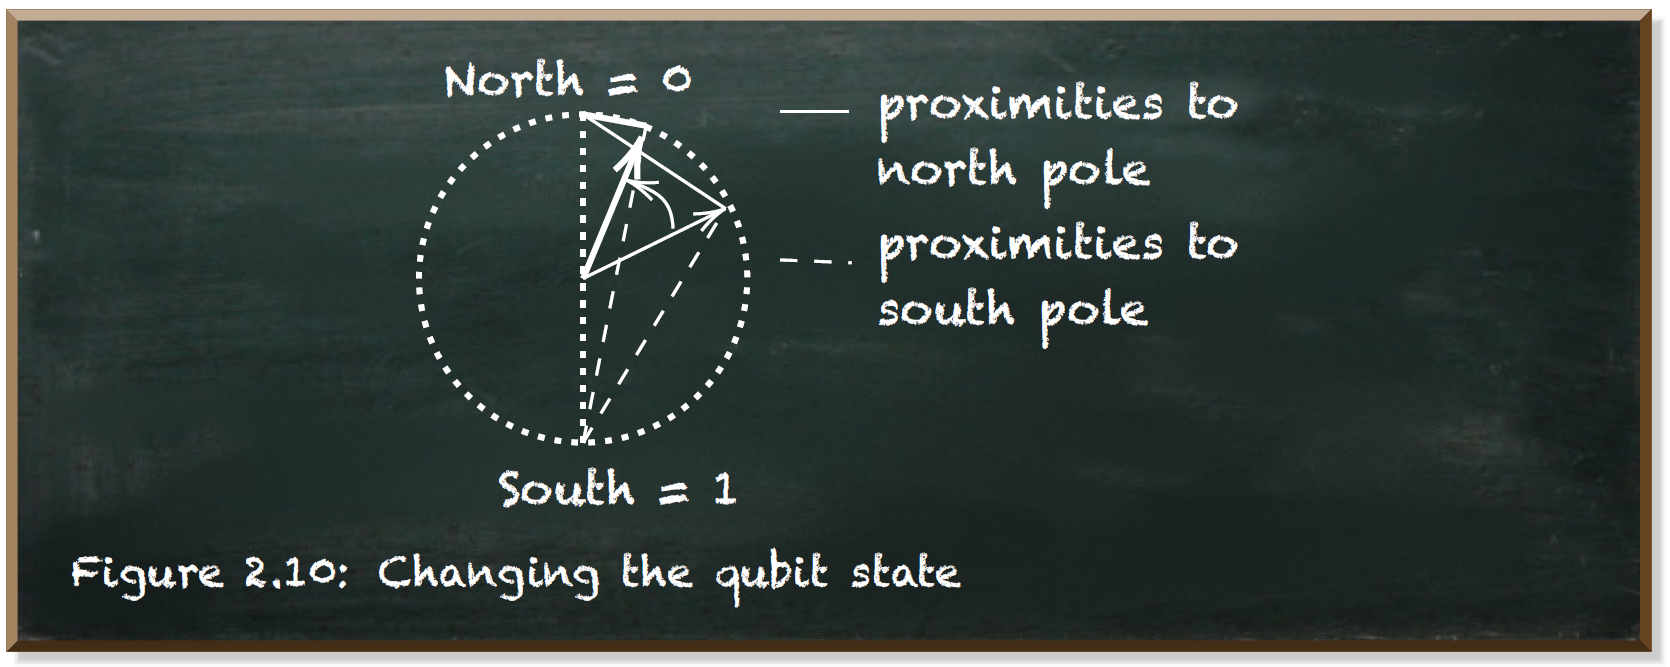 North = 0
proximities to
north pole
proximities to
south pole
South = 1
Figure 2.10: Changing the qubit state